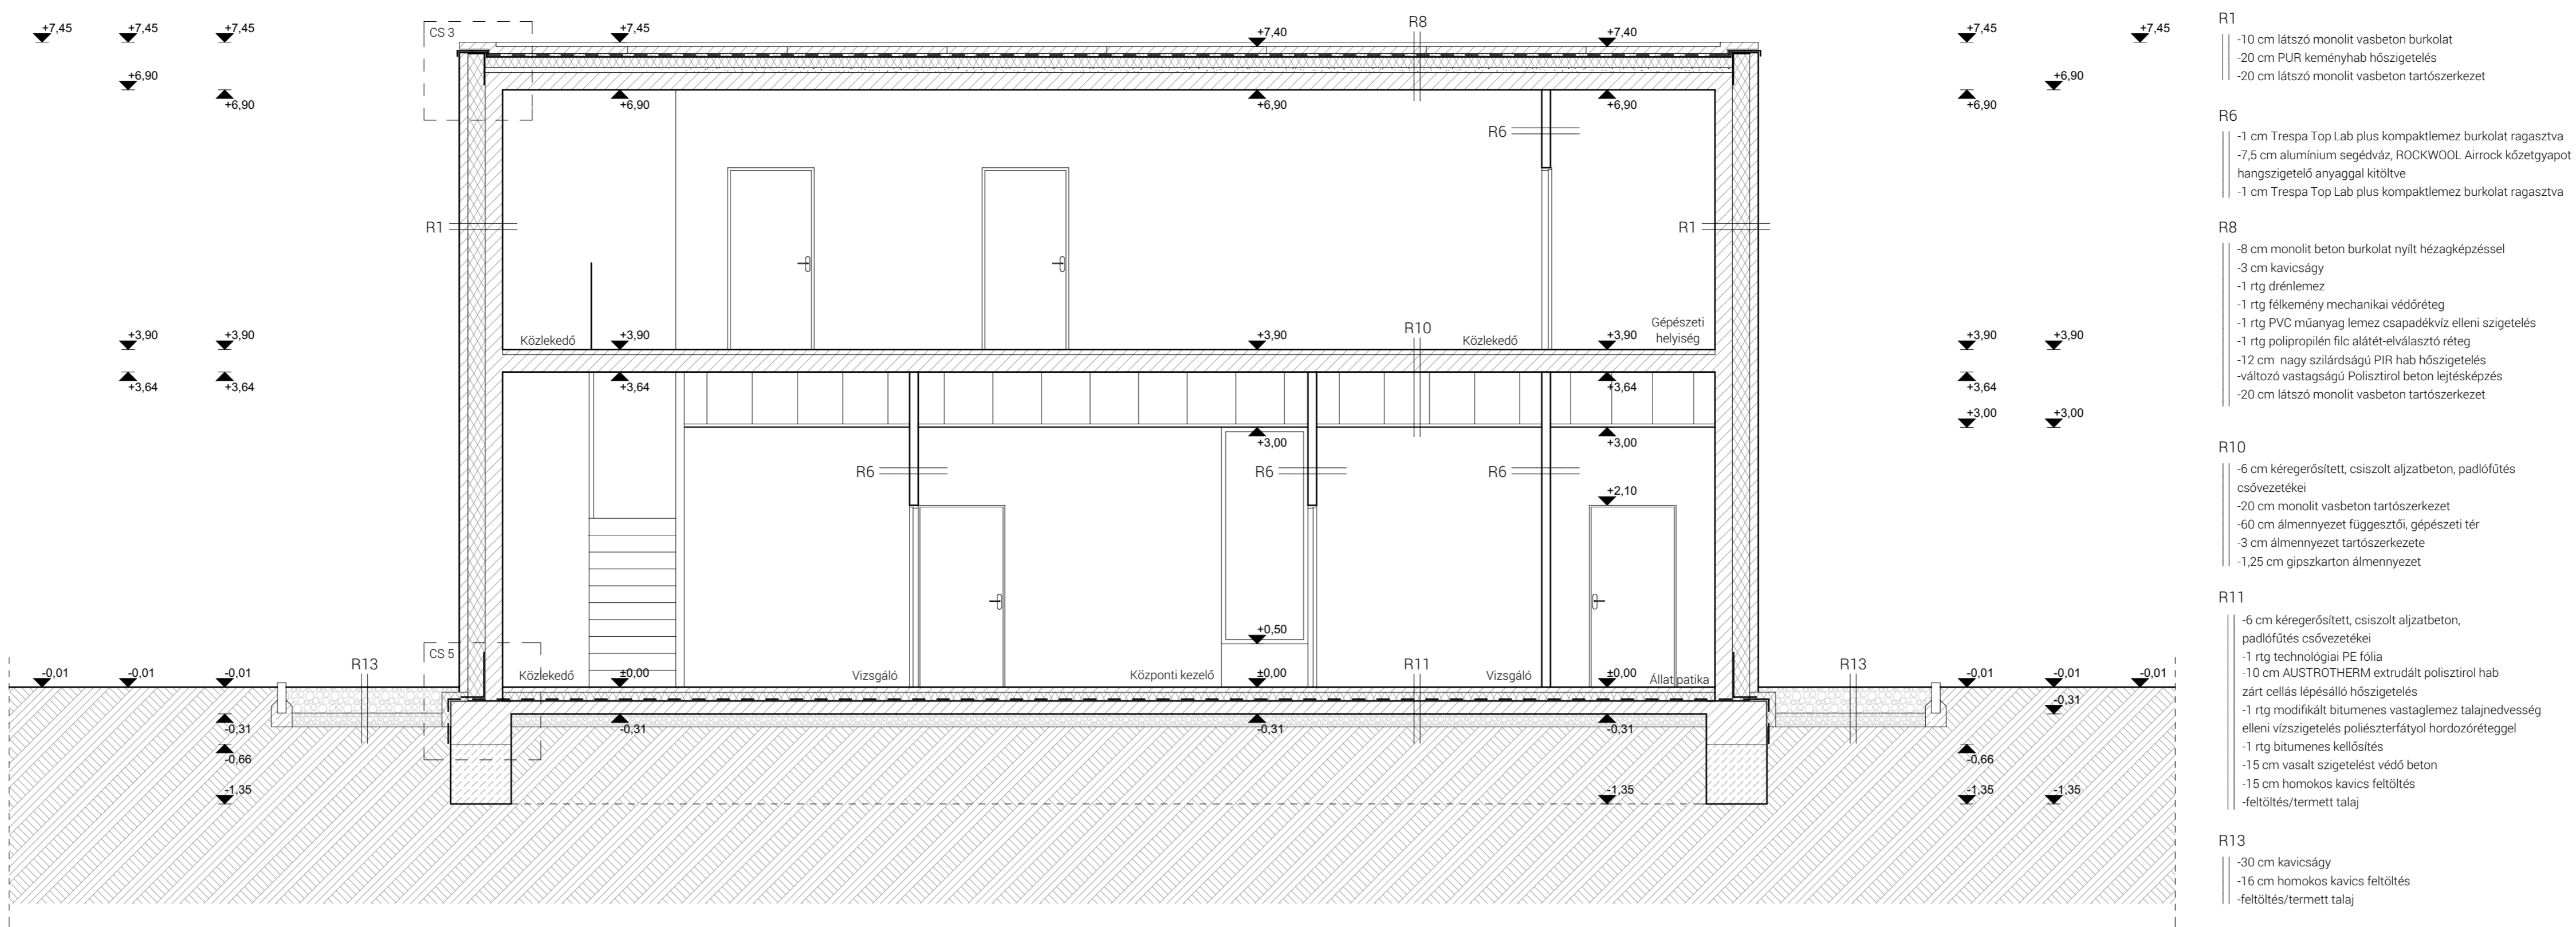 +7,45 +7,45 +7,45 CS 3 +7,45 +7,40 R8 +7,40 +7,45 +7,45
+6,90 +6,90
+6,90 +6,90 +6,90 +6,90 +6,90
R6
R1 R1
+3,90 +3,90 Közlekedő +3,90 +3,90 R10 Közlekedő +3,90 Gépészeti +3,90 +3,90
helyiség
+3,64 +3,64 +3,64 +3,64 +3,64
+3,00 +3,00
+3,00 +3,00
R6 R6 R6
+2,10
+0,50
CS 5
-0,01 -0,01 -0,01 R13 Közlekedő ±0,00 Vizsgáló Központi kezelő ±0,00 R11 Vizsgáló ±0,00 Állatpatika R13 -0,01 -0,01 -0,01
-0,31 -0,31 -0,31 -0,31 -0,31
-0,66 -0,66
-1,35 -1,35 -1,35 -1,35
R1
-10 cm látszó monolit vasbeton burkolat
-20 cm PUR keményhab hőszigetelés
-20 cm látszó monolit vasbeton tartószerkezet
R6
-1 cm Trespa Top Lab plus kompaktlemez burkolat ragasztva
-7,5 cm alumínium segédváz, ROCKWOOL Airrock kőzetgyapot
hangszigetelő anyaggal kitöltve
-1 cm Trespa Top Lab plus kompaktlemez burkolat ragasztva
R8
-8 cm monolit beton burkolat nyílt hézagképzéssel
-3 cm kavicságy
-1 rtg drénlemez
-1 rtg félkemény mechanikai védőréteg
-1 rtg PVC műanyag lemez csapadékvíz elleni szigetelés
-1 rtg polipropilén filc alátét-elválasztó réteg
-12 cm nagy szilárdságú PIR hab hőszigetelés
-változó vastagságú Polisztirol beton lejtésképzés
-20 cm látszó monolit vasbeton tartószerkezet
R10
-6 cm kéregerősített, csiszolt aljzatbeton, padlófűtés
csővezetékei
-20 cm monolit vasbeton tartószerkezet
-60 cm álmennyezet függesztői, gépészeti tér
-3 cm álmennyezet tartószerkezete
-1,25 cm gipszkarton álmennyezet
R11
-6 cm kéregerősített, csiszolt aljzatbeton,
padlófűtés csővezetékei
-1 rtg technológiai PE fólia
-10 cm AUSTROTHERM extrudált polisztirol hab
zárt cellás lépésálló hőszigetelés
-1 rtg modifikált bitumenes vastaglemez talajnedvesség
elleni vízszigetelés poliészterfátyol hordozóréteggel
-1 rtg bitumenes kellősítés
-15 cm vasalt szigetelést védő beton
-15 cm homokos kavics feltöltés
-feltöltés/termett talaj
R13
-30 cm kavicságy
-16 cm homokos kavics feltöltés
-feltöltés/termett talaj